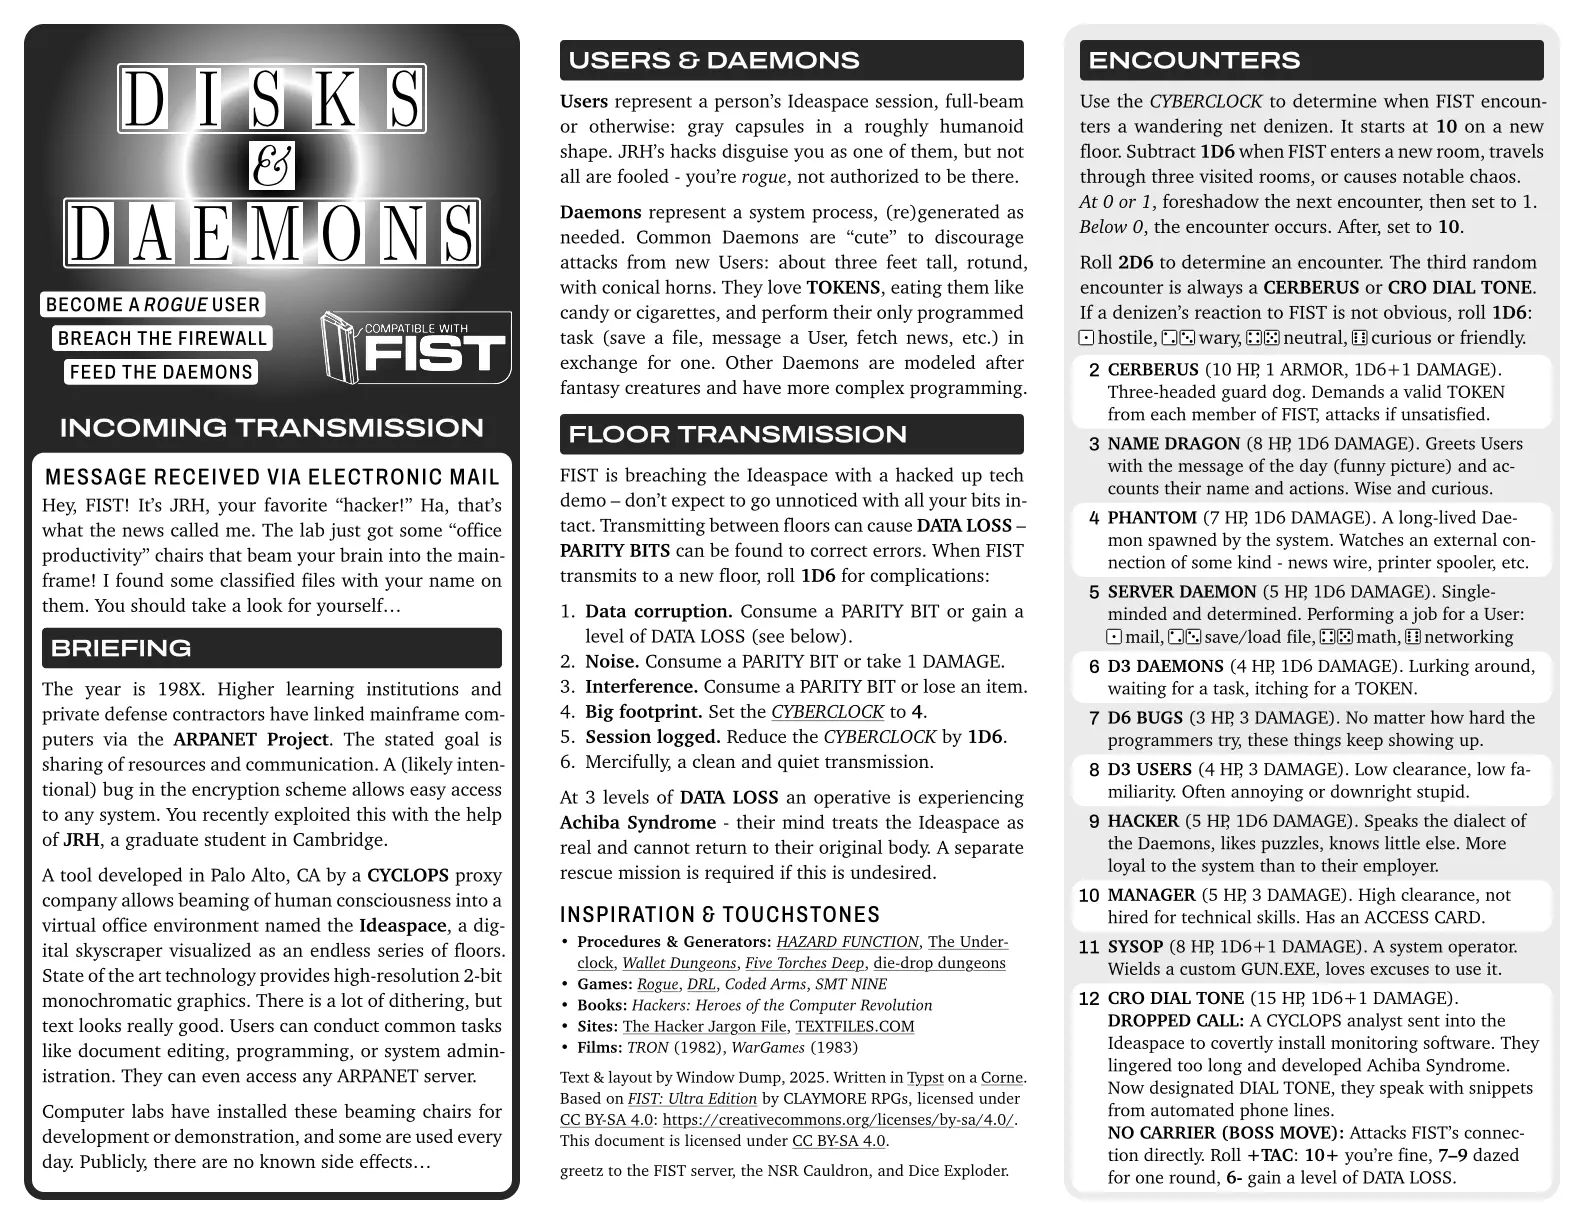 DISKS
&
DAEMONS
BECOME A ROGUE USER
BREACH THE FIREWALL
FEED THE DAEMONS
COMPATIBLE WITH
FIST
INCOMING TRANSMISSION
MESSAGE RECEIVED VIA ELECTRONIC MAIL
Hey, FIST! It's JRH, your favorite “hacker!” Ha, that's
what the news called me. The lab just got some “office
productivity” chairs that beam your brain into the main-
frame! I found some classified files with your name on
them. You should take a look for yourself…
BRIEFING
The year is 198X. Higher learning institutions and
private defense contractors have linked mainframe com-
puters via the ARPANET Project. The stated goal is
sharing of resources and communication. A (likely inten-
tional) bug in the encryption scheme allows easy access
to any system. You recently exploited this with the help
of JRH, a graduate student in Cambridge.
A tool developed in Palo Alto, CA by a CYCLOPS proxy
company allows beaming of human consciousness into a
virtual office environment named the Ideaspace, a dig-
ital skyscraper visualized as an endless series of floors.
State of the art technology provides high-resolution 2-bit
monochromatic graphics. There is a lot of dithering, but
text looks really good. Users can conduct common tasks
like document editing, programming, or system admin-
istration. They can even access any ARPANET server.
Computer labs have installed these beaming chairs for
development or demonstration, and some are used every
day. Publicly, there are no known side effects…
USERS & DAEMONS
Users represent a person's Ideaspace session, full-beam
or otherwise: gray capsules in a roughly humanoid
shape. JRH's hacks disguise you as one of them, but not
all are fooled - you're rogue, not authorized to be there.
Daemons represent a system process, (re)generated as
needed. Common Daemons are “cute” to discourage
attacks from new Users: about three feet tall, rotund,
with conical horns. They love TOKENS, eating them like
candy or cigarettes, and perform their only programmed
task (save a file, message a User, fetch news, etc.) in
exchange for one. Other Daemons are modeled after
fantasy creatures and have more complex programming.
FLOOR TRANSMISSION
FIST is breaching the Ideaspace with a hacked up tech
demo – don't expect to go unnoticed with all your bits in-
tact. Transmitting between floors can cause DATA LOSS –
PARITY BITS can be found to correct errors. When FIST
transmits to a new floor, roll 1D6 for complications:
1. Data corruption. Consume a PARITY BIT or gain a
level of DATA LOSS (see below).
2. Noise. Consume a PARITY BIT or take 1 DAMAGE.
3. Interference. Consume a PARITY BIT or lose an item.
4. Big footprint. Set the CYBERCLOCK to 4.
5. Session logged. Reduce the CYBERCLOCK by 1D6.
6. Mercifully, a clean and quiet transmission.
At 3 levels of DATA LOSS an operative is experiencing
Achiba Syndrome - their mind treats the Ideaspace as
real and cannot return to their original body. A separate
rescue mission is required if this is undesired.
INSPIRATION & TOUCHSTONES
• Procedures & Generators: HAZARD FUNCTION, The Under-
clock, Wallet Dungeons, Five Torches Deep, die-drop dungeons
• Games: Rogue, DRL, Coded Arms, SMT NINE
• Books: Hackers: Heroes of the Computer Revolution
• Sites: The Hacker Jargon File, TEXTFILES.COM
• Films: TRON (1982), WarGames (1983)
Text & layout by Window Dump, 2025. Written in Typst on a Corne.
Based on FIST: Ultra Edition by CLAYMORE RPGs, licensed under
CC BY-SA 4.0: https://creativecommons.org/licenses/by-sa/4.0/.
This document is licensed under CC BY-SA 4.0.
greetz to the FIST server, the NSR Cauldron, and Dice Exploder.
ENCOUNTERS
Use the CYBERCLOCK to determine when FIST encoun-
ters a wandering net denizen. It starts at 10 on a new
floor. Subtract 1D6 when FIST enters a new room, travels
through three visited rooms, or causes notable chaos.
At 0 or 1, foreshadow the next encounter, then set to 1.
Below 0, the encounter occurs. After, set to 10.
Roll 2D6 to determine an encounter. The third random
encounter is always a CERBERUS or CRO DIAL TONE.
If a denizen's reaction to FIST is not obvious, roll 1D6:
⚀ hostile, ⚁⚂ wary, ⚃⚄ neutral, ⚅ curious or friendly.
2 CERBERUS (10 HP, 1 ARMOR, 1D6+1 DAMAGE).
Three-headed guard dog. Demands a valid TOKEN
from each member of FIST, attacks if unsatisfied.
3 NAME DRAGON (8 HP, 1D6 DAMAGE). Greets Users
with the message of the day (funny picture) and ac-
counts their name and actions. Wise and curious.
4 PHANTOM (7 HP, 1D6 DAMAGE). A long-lived Dae-
mon spawned by the system. Watches an external con-
nection of some kind - news wire, printer spooler, etc.
5 SERVER DAEMON (5 HP, 1D6 DAMAGE). Single-
minded and determined. Performing a job for a User:
⚀ mail, ⚁⚂ save/load file, ⚃⚄ math, ⚅ networking
6 D3 DAEMONS (4 HP, 1D6 DAMAGE). Lurking around,
waiting for a task, itching for a TOKEN.
7 D6 BUGS (3 HP, 3 DAMAGE). No matter how hard the
programmers try, these things keep showing up.
8 D3 USERS (4 HP, 3 DAMAGE). Low clearance, low fa-
miliarity. Often annoying or downright stupid.
9 HACKER (5 HP, 1D6 DAMAGE). Speaks the dialect of
the Daemons, likes puzzles, knows little else. More
loyal to the system than to their employer.
10 MANAGER (5 HP, 3 DAMAGE). High clearance, not
hired for technical skills. Has an ACCESS CARD.
11 SYSOP (8 HP, 1D6+1 DAMAGE). A system operator.
Wields a custom GUN.EXE, loves excuses to use it.
12 CRO DIAL TONE (15 HP, 1D6+1 DAMAGE).
DROPPED CALL: A CYCLOPS analyst sent into the
Ideaspace to covertly install monitoring software. They
lingered too long and developed Achiba Syndrome.
Now designated DIAL TONE, they speak with snippets
from automated phone lines.
NO CARRIER (BOSS MOVE): Attacks FIST's connec-
tion directly. Roll +TAC: 10+ you're fine, 7–9 dazed
for one round, 6- gain a level of DATA LOSS.